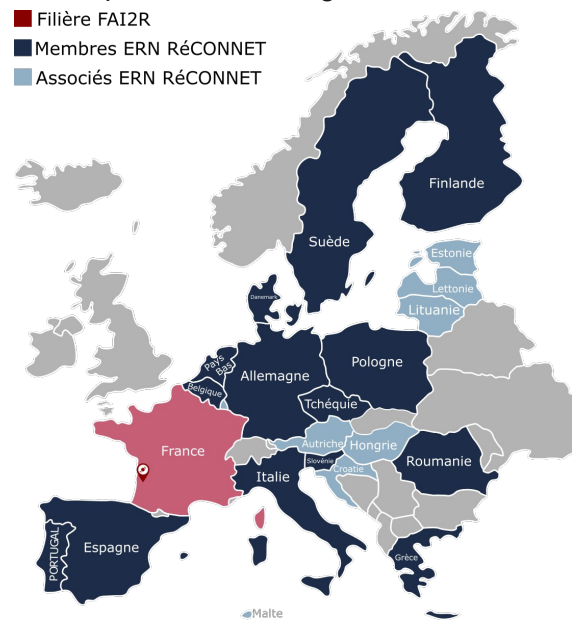 Filière FAI2R
Membres ERN RéCONNET
Associés ERN RéCONNET
Finlande
Suède
Estonie
Lettonie
Lituanie
Danemark
Pays
Bas
Belgique
Allemagne
Pologne
Tchéquie
France
Autriche
Hongrie
Slovénie
Croatie
Roumanie
Italie
PORTUGAL
Espagne
Grèce
Malte